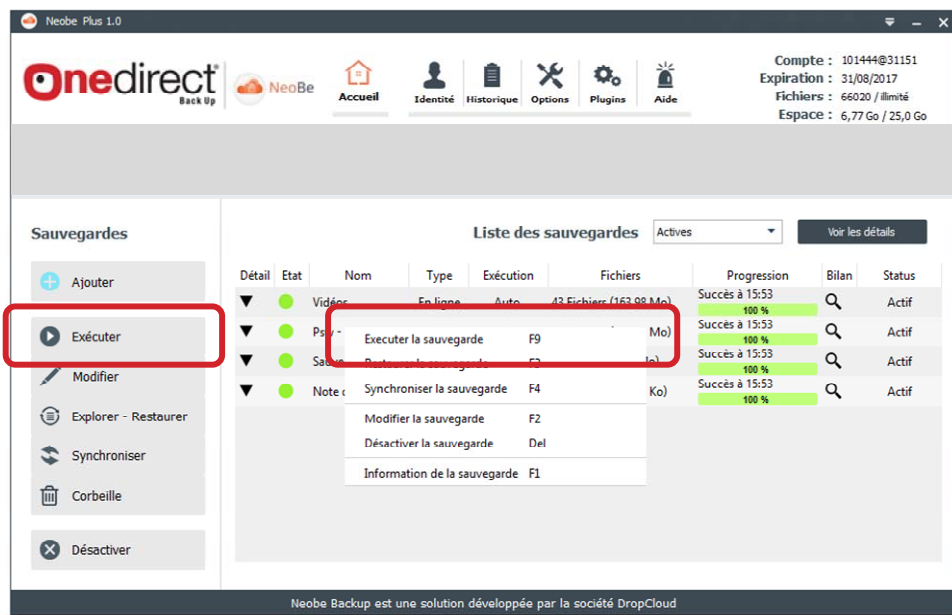 Neobe Plus 1.0
Onedirect
Back Up
NeoBe
Accueil
Identité
Historique
Options
Plugins
Aide
Compte : 101444@31151
Expiration : 31/08/2017
Fichiers : 66020 / illimité
Espace : 6,77 Go / 25,0 Go
Sauvegardes
Liste des sauvegardes
Actives
Voir les détails
Ajouter
Exécuter
Modifier
Explorer - Restaurer
Synchroniser
Corbeille
Désactiver
Détail Etat Nom Type Exécution Fichiers Progression Bilan Status
Vidéos En ligne Auto 43 Fichiers (163,98 Mo) Succès à 15:53 100 % Actif
Mo) Succès à 15:53 100 % Actif
Succès à 15:53 100 % Actif
Note Ko) Succès à 15:53 100 % Actif
Executer la sauvegarde F9
Restaurer la sauvegarde F3
Synchroniser la sauvegarde F4
Modifier la sauvegarde F2
Désactiver la sauvegarde Del
Information de la sauvegarde F1
Neobe Backup est une solution développée par la société DropCloud